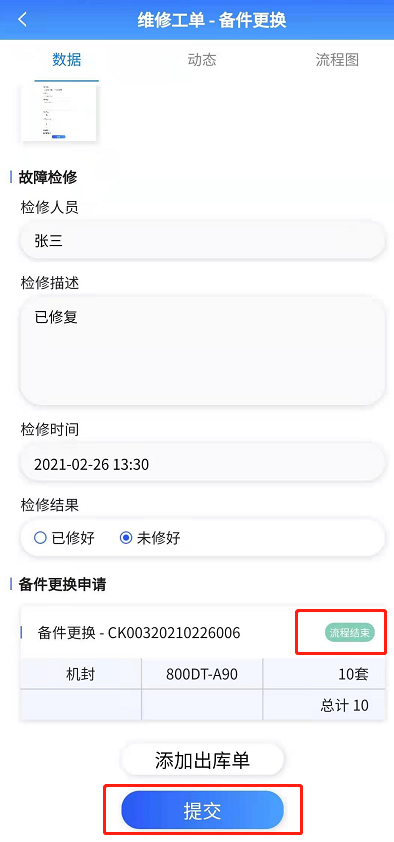 维修工单 - 备件更换
数据 动态 流程图
故障检修
检修人员
张三
检修描述
已修复
检修时间
2021-02-26 13:30
检修结果
已修好 未修好
备件更换申请
备件更换 - CK00320210226006 流程结束
机封 800DT-A90 10套
总计 10
添加出库单
提交